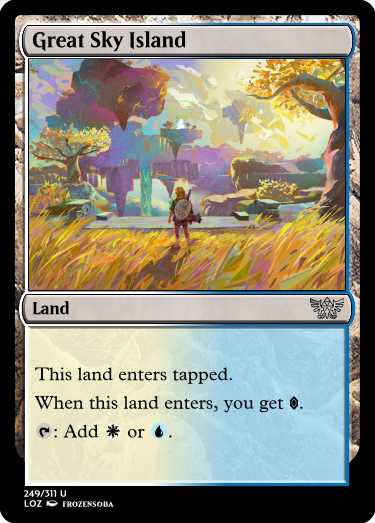 Great Sky Island
Land
This land enters tapped.
When this land enters, you get .
: Add or .
249/311 U
LOZ FROZENSOBA